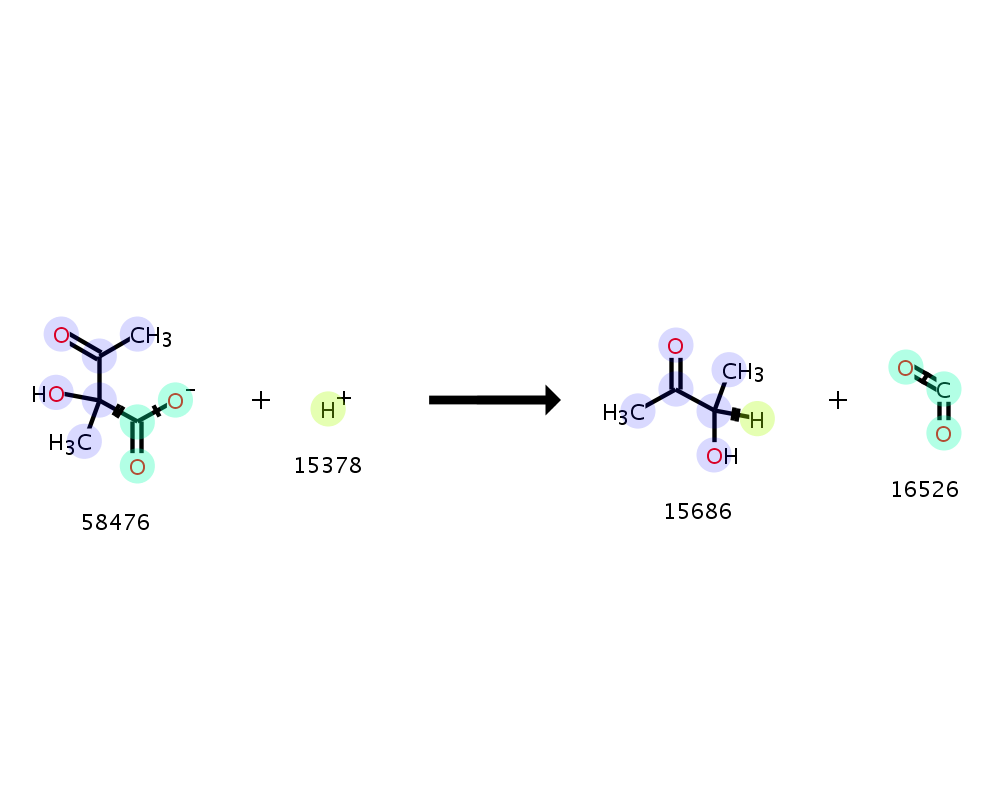 O CH₃
HO O⁻
H₃C
O
58476
+
H⁺
15378
O
CH₃
H₃C H
OH
15686
+
O
C
O
16526